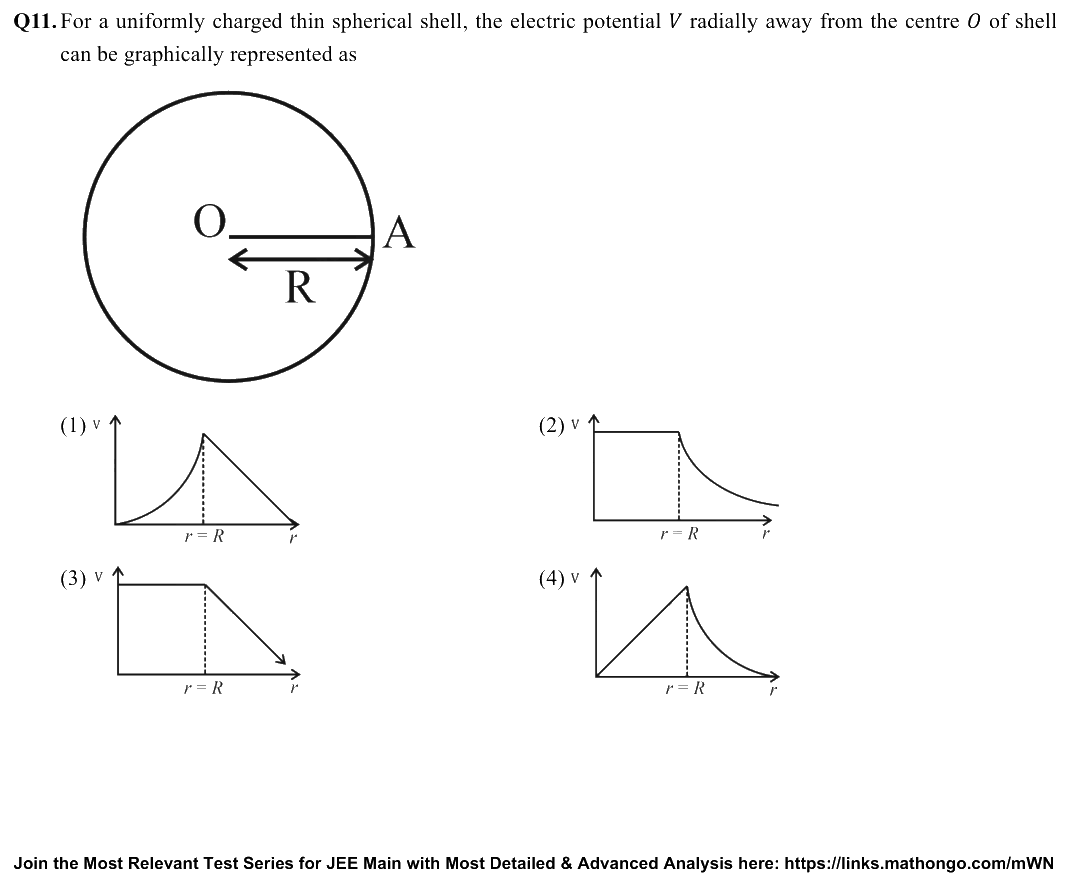 Q11. For a uniformly charged thin spherical shell, the electric potential V radially away from the centre O of shell
can be graphically represented as
O
A
R
(1) v
r = R
r
(2) v
r = R
r
(3) v
r = R
r
(4) v
r = R
r
Join the Most Relevant Test Series for JEE Main with Most Detailed & Advanced Analysis here: https://links.mathongo.com/mWN